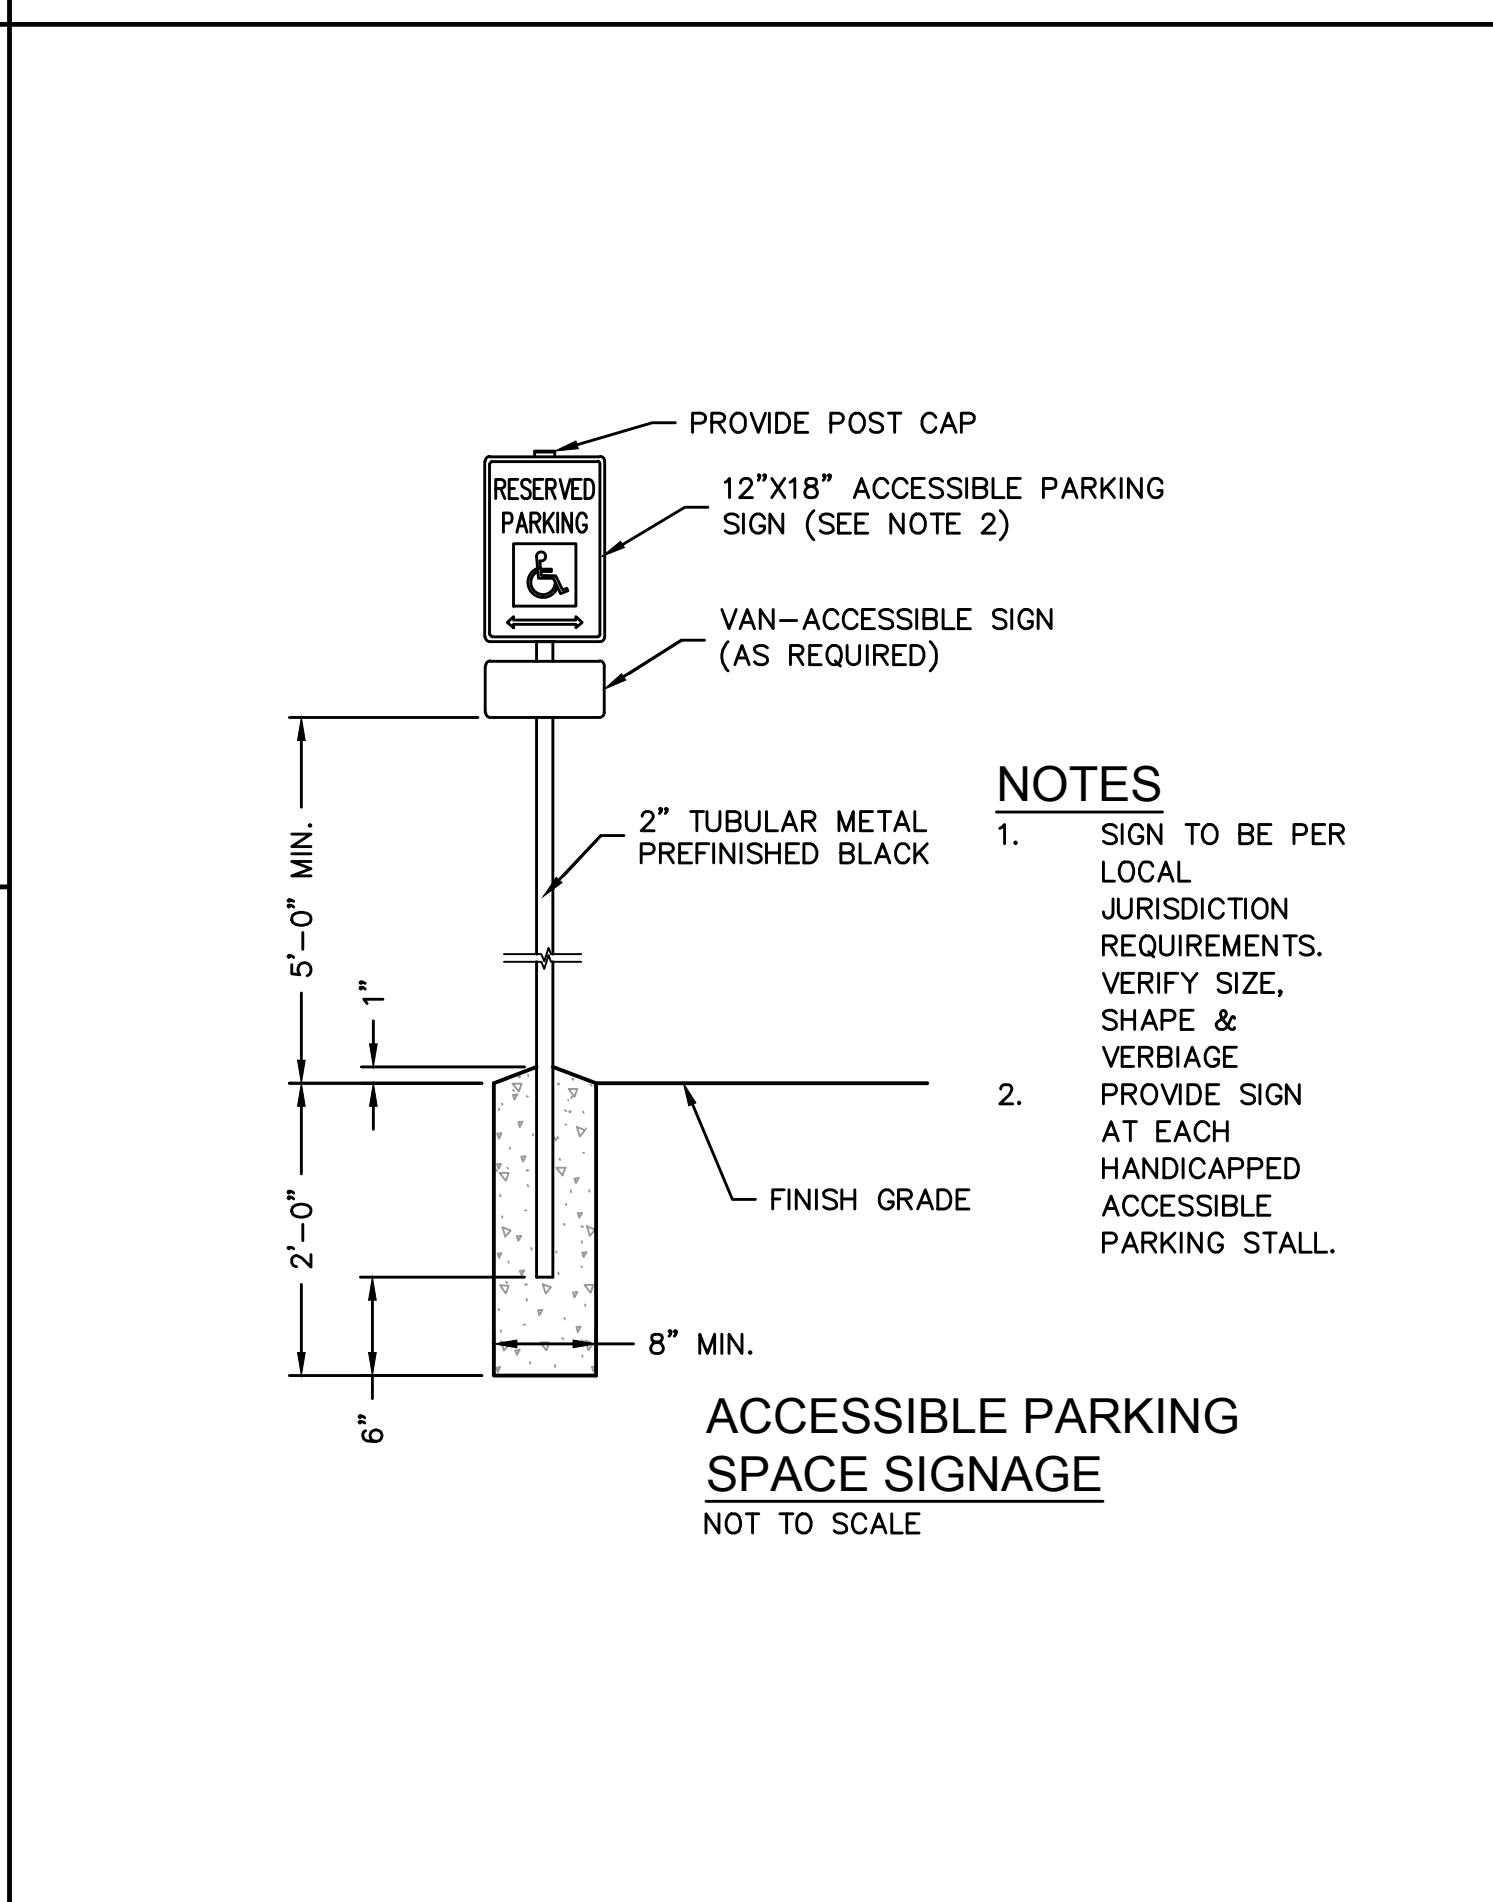 PROVIDE POST CAP
RESERVED
PARKING
12"X18" ACCESSIBLE PARKING
SIGN (SEE NOTE 2)
VAN-ACCESSIBLE SIGN
(AS REQUIRED)
5'-0" MIN.
2" TUBULAR METAL
PREFINISHED BLACK
1"
2'-0"
FINISH GRADE
6"
8" MIN.
NOTES
1. SIGN TO BE PER
LOCAL
JURISDICTION
REQUIREMENTS.
VERIFY SIZE,
SHAPE &
VERBIAGE
2. PROVIDE SIGN
AT EACH
HANDICAPPED
ACCESSIBLE
PARKING STALL.
ACCESSIBLE PARKING
SPACE SIGNAGE
NOT TO SCALE